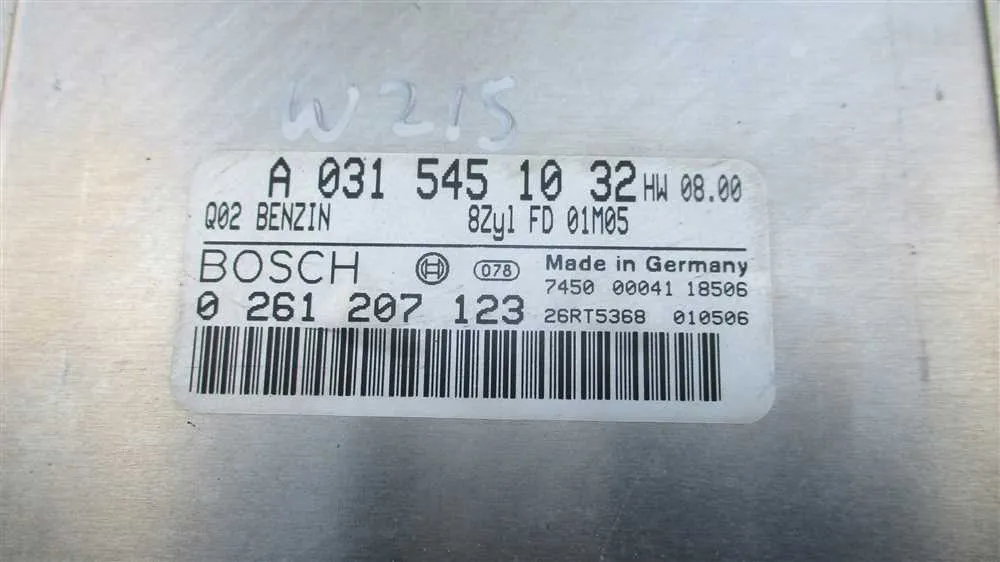 W215
A 031 545 10 32 HW 08.00
Q02 BENZIN 8Zyl FD 01M05
BOSCH 078 Made in Germany
7450 00041 18506
0 261 207 123 26RT5368 010506